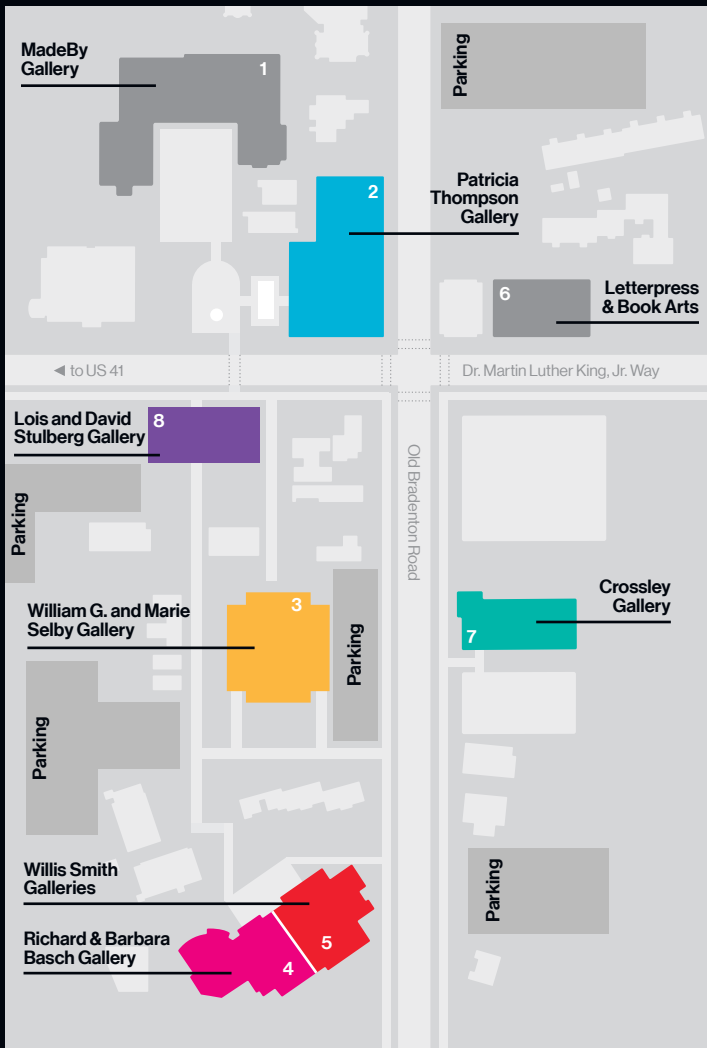 MadeBy
Gallery
1
Parking
2
Patricia
Thompson
Gallery
6
Letterpress
& Book Arts
◄ to US 41
Dr. Martin Luther King, Jr. Way
Lois and David
Stulberg Gallery
8
Parking
Old Bradenton Road
William G. and Marie
Selby Gallery
3
Parking
Crossley
Gallery
7
Parking
Willis Smith
Galleries
5
Richard & Barbara
Basch Gallery
4
Parking